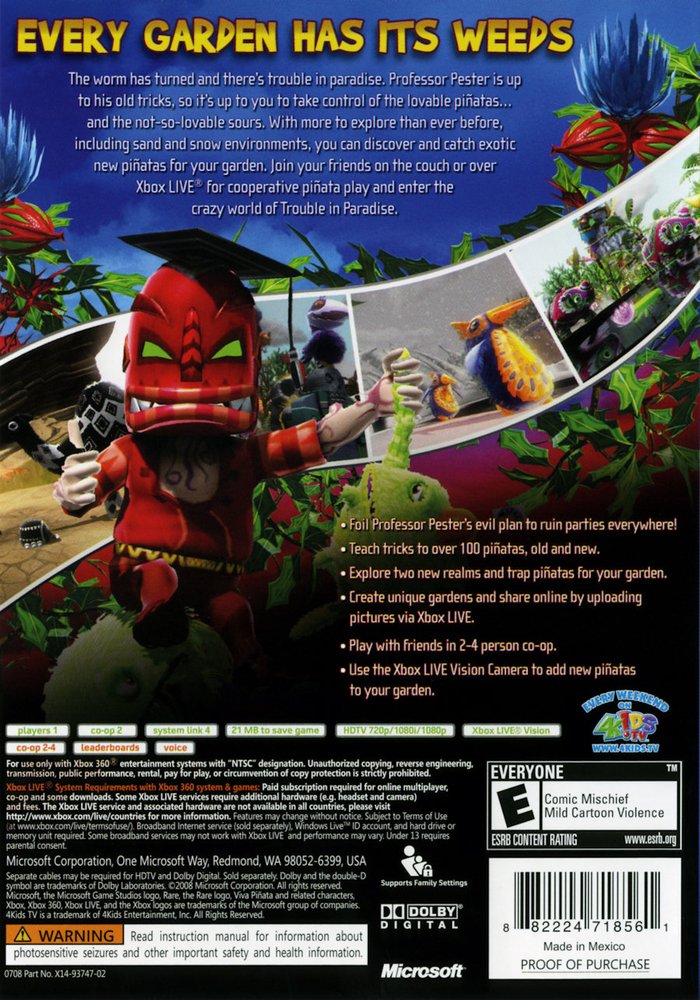 EVERY GARDEN HAS ITS WEEDS
The worm has turned and there's trouble in paradise. Professor Pester is up
to his old tricks, so it's up to you to take control of the lovable piñatas...
and the not-so-lovable sours. With more to explore than ever before,
including sand and snow environments, you can discover and catch exotic
new piñatas for your garden. Join your friends on the couch or over
Xbox LIVE® for cooperative piñata play and enter the
crazy world of Trouble in Paradise.
• Foil Professor Pester's evil plan to ruin parties everywhere!
• Teach tricks to over 100 piñatas, old and new.
• Explore two new realms and trap piñatas for your garden.
• Create unique gardens and share online by uploading
pictures via Xbox LIVE.
• Play with friends in 2-4 person co-op.
• Use the Xbox LIVE Vision Camera to add new piñatas
to your garden.
EVERY WEEKEND
ON
4KIDS
TV
WWW.4KIDS.TV
players 1 co-op 2 system link 4 21 MB to save game HDTV 720p/1080i/1080p Xbox LIVE® Vision
co-op 2-4 leaderboards voice
For use only with Xbox 360® entertainment systems with "NTSC" designation. Unauthorized copying, reverse engineering,
transmission, public performance, rental, pay for play, or circumvention of copy protection is strictly prohibited.
Xbox LIVE® System Requirements with Xbox 360 system & games: Paid subscription required for online multiplayer,
co-op and some downloads. Some Xbox LIVE services require additional hardware (e.g. headset and camera)
and fees. The Xbox LIVE service and associated hardware are not available in all countries, please visit
http://www.xbox.com/live/countries for more information. Features may change without notice. Subject to Terms of Use
(at www.xbox.com/live/termsofuse/). Broadband Internet service (sold separately), Windows Live™ ID account, and hard drive or
memory unit required. Some broadband services may not work with Xbox LIVE and performance may vary. Under 13 requires
parental consent.
Microsoft Corporation, One Microsoft Way, Redmond, WA 98052-6399, USA
Separate cables may be required for HDTV and Dolby Digital. Sold separately. Dolby and the double-D
symbol are trademarks of Dolby Laboratories. ©2008 Microsoft Corporation. All rights reserved.
Microsoft, the Microsoft Game Studios logo, Rare, the Rare logo, Viva Piñata and related characters,
Xbox, Xbox 360, Xbox LIVE, and the Xbox logos are trademarks of the Microsoft group of companies.
4Kids TV is a trademark of 4Kids Entertainment, Inc. All Rights Reserved.
WARNING Read instruction manual for information about
photosensitive seizures and other important safety and health information.
0708 Part No. X14-93747-02
Supports Family Settings
DOLBY
DIGITAL
Microsoft
EVERYONE ™
E
Comic Mischief
Mild Cartoon Violence
ESRB CONTENT RATING www.esrb.org
8 82224 71856 1
Made in Mexico
PROOF OF PURCHASE